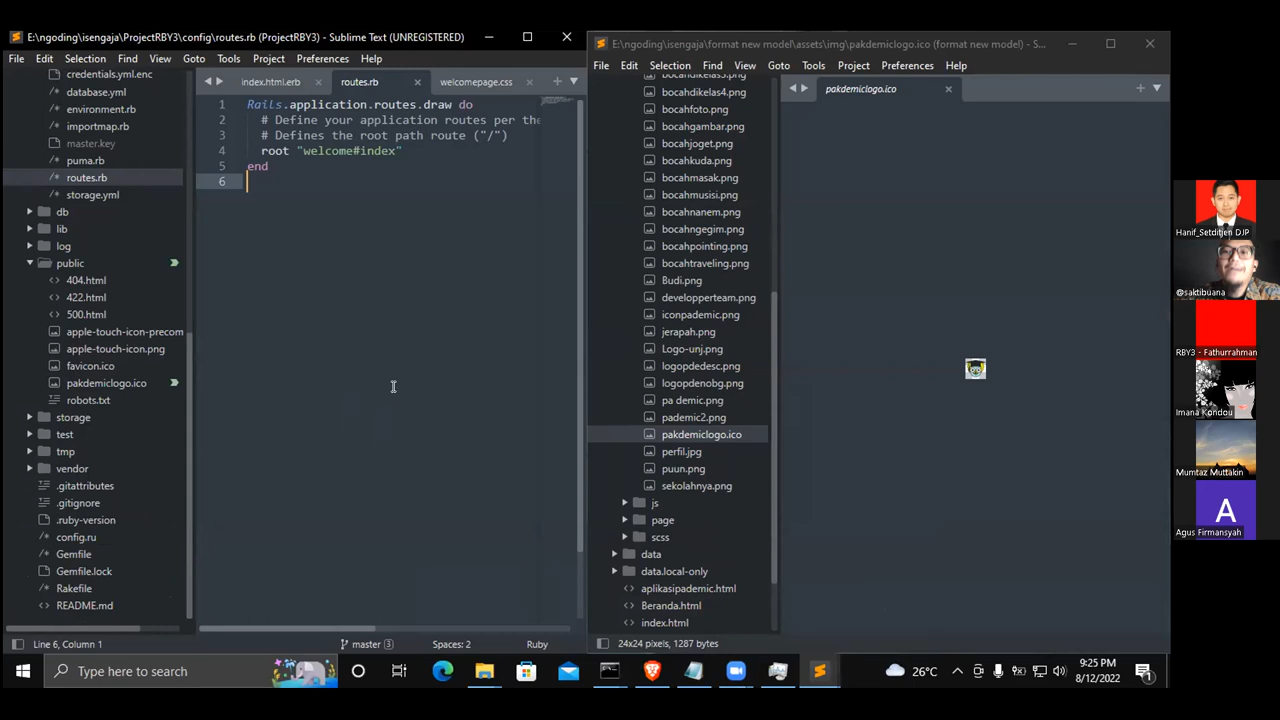 E:\ngoding\isengaja\ProjectRBY3\config\routes.rb (ProjectRBY3) - Sublime Text (UNREGISTERED)
File Edit Selection Find View Goto Tools Project Preferences Help
credentials.yml.enc
database.yml
environment.rb
importmap.rb
master.key
puma.rb
routes.rb
storage.yml
db
lib
log
public
404.html
422.html
500.html
apple-touch-icon-precom
apple-touch-icon.png
favicon.ico
pakdemiclogo.ico
robots.txt
storage
test
tmp
vendor
.gitattributes
.gitignore
.ruby-version
config.ru
Gemfile
Gemfile.lock
Rakefile
README.md
index.html.erb routes.rb welcomepage.css
1 Rails.application.routes.draw do
2 # Define your application routes per the
3 # Defines the root path route ("/")
4 root "welcome#index"
5 end
6
Line 6, Column 1 master 3 Spaces: 2 Ruby
E:\ngoding\isengaja\format new model\assets\img\pakdemiclogo.ico (format new model) - S...
File Edit Selection Find View Goto Tools Project Preferences Help
bocahdikelas3.png
bocahdikelas4.png
bocahfoto.png
bocahgambar.png
bocahjoget.png
bocahkuda.png
bocahmasak.png
bocahmusisi.png
bocahnanem.png
bocahngegim.png
bocahpointing.png
bocahtraveling.png
Budi.png
developperteam.png
iconpademic.png
jerapah.png
Logo-unj.png
logopdedesc.png
logopdenobg.png
pa demic.png
pademic2.png
pakdemiclogo.ico
perfil.jpg
puun.png
sekolahnya.png
js
page
scss
data
data.local-only
aplikasipademic.html
Beranda.html
index.html
pakdemiclogo.ico
24x24 pixels, 1287 bytes
Hanif_Setditjen DJP
@saktibuana
RBY3 - Fathurrahman
Imana Kondou
Mumtaz Muttakin
A
Agus Firmansyah
Type here to search
26°C
9:25 PM
8/12/2022
1